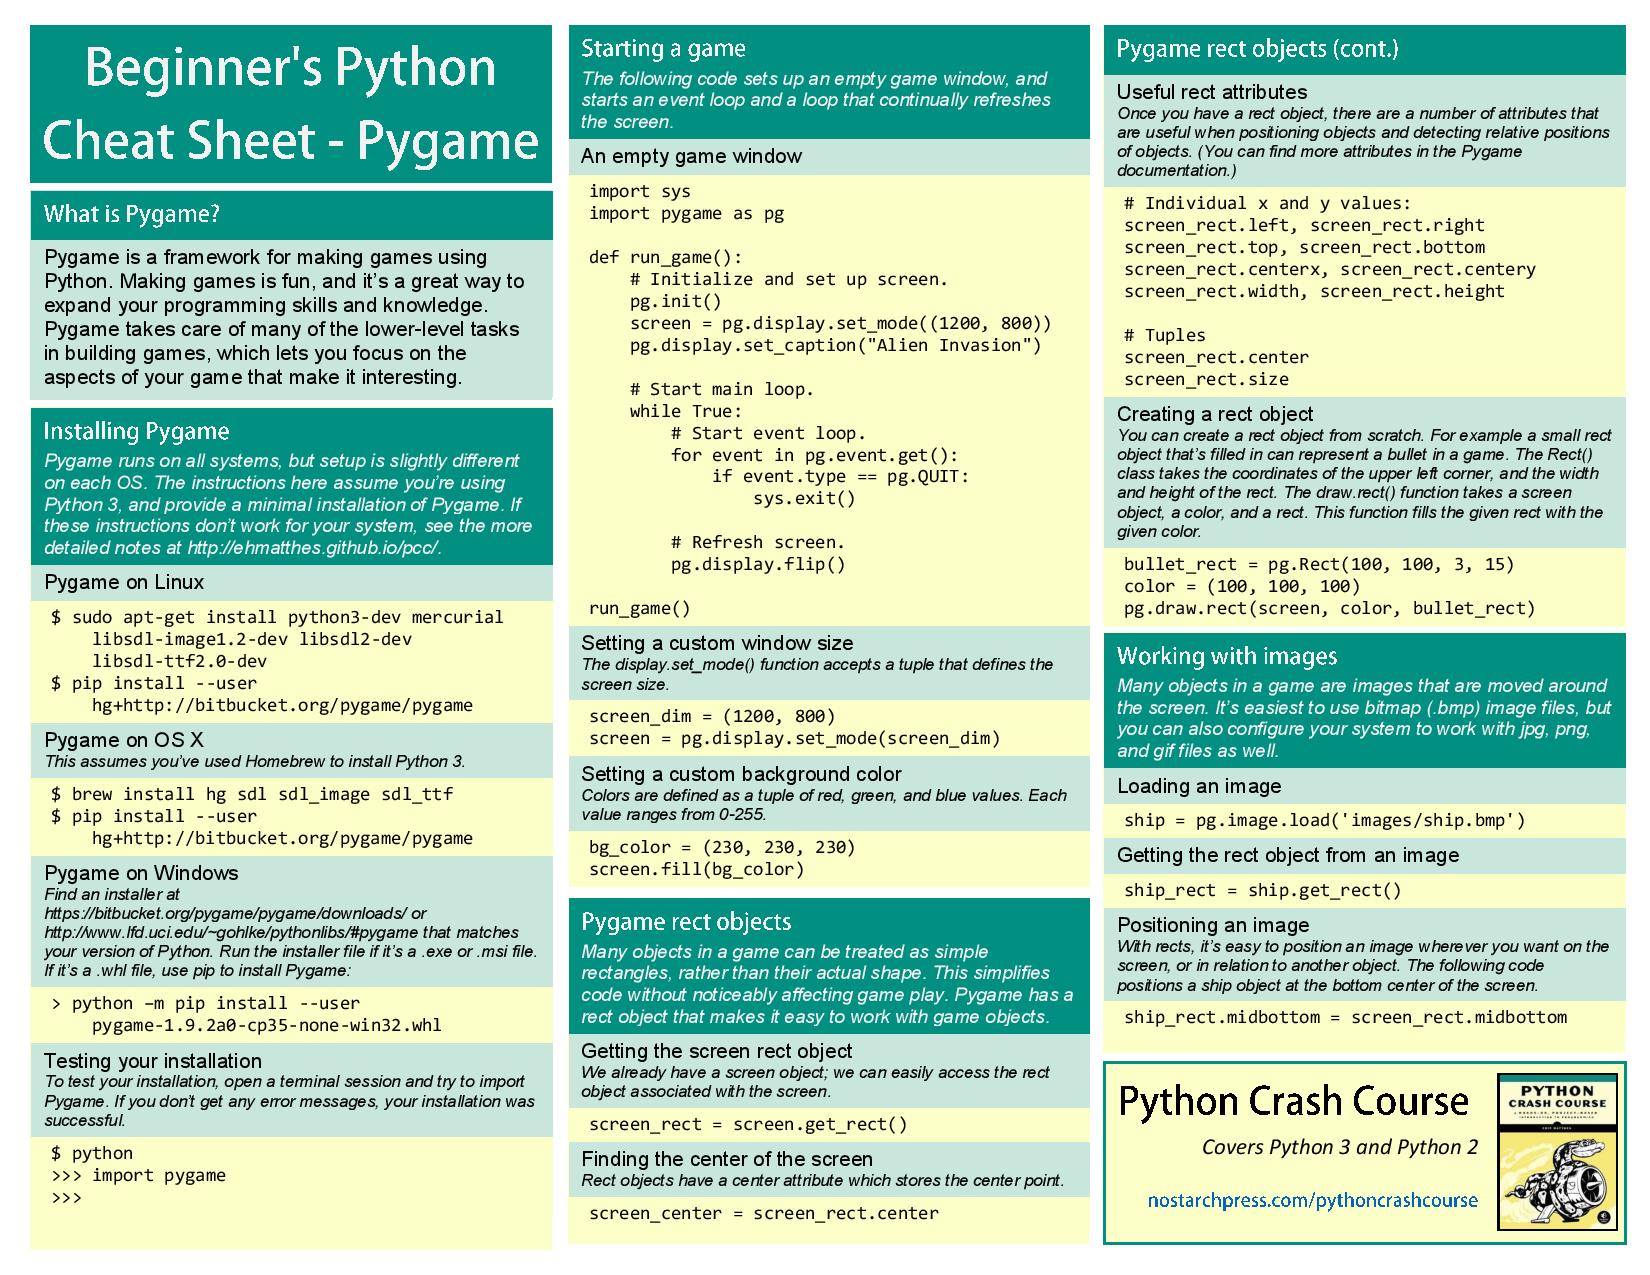 Beginner's Python
Cheat Sheet - Pygame
What is Pygame?
Pygame is a framework for making games using
Python. Making games is fun, and it’s a great way to
expand your programming skills and knowledge.
Pygame takes care of many of the lower-level tasks
in building games, which lets you focus on the
aspects of your game that make it interesting.
Installing Pygame
Pygame runs on all systems, but setup is slightly different
on each OS. The instructions here assume you’re using
Python 3, and provide a minimal installation of Pygame. If
these instructions don’t work for your system, see the more
detailed notes at http://ehmatthes.github.io/pcc/.
Pygame on Linux
$ sudo apt-get install python3-dev mercurial
    libsdl-image1.2-dev libsdl2-dev
    libsdl-ttf2.0-dev
$ pip install --user
    hg+http://bitbucket.org/pygame/pygame
Pygame on OS X
This assumes you’ve used Homebrew to install Python 3.
$ brew install hg sdl sdl_image sdl_ttf
$ pip install --user
    hg+http://bitbucket.org/pygame/pygame
Pygame on Windows
Find an installer at
https://bitbucket.org/pygame/pygame/downloads/ or
http://www.lfd.uci.edu/~gohlke/pythonlibs/#pygame that matches
your version of Python. Run the installer file if it’s a .exe or .msi file.
If it’s a .whl file, use pip to install Pygame:
> python –m pip install --user
    pygame-1.9.2a0-cp35-none-win32.whl
Testing your installation
To test your installation, open a terminal session and try to import
Pygame. If you don’t get any error messages, your installation was
successful.
$ python
>>> import pygame
>>>
Starting a game
The following code sets up an empty game window, and
starts an event loop and a loop that continually refreshes
the screen.
An empty game window
import sys
import pygame as pg
def run_game():
    # Initialize and set up screen.
    pg.init()
    screen = pg.display.set_mode((1200, 800))
    pg.display.set_caption("Alien Invasion")
    # Start main loop.
    while True:
        # Start event loop.
        for event in pg.event.get():
            if event.type == pg.QUIT:
                sys.exit()
        # Refresh screen.
        pg.display.flip()
run_game()
Setting a custom window size
The display.set_mode() function accepts a tuple that defines the
screen size.
screen_dim = (1200, 800)
screen = pg.display.set_mode(screen_dim)
Setting a custom background color
Colors are defined as a tuple of red, green, and blue values. Each
value ranges from 0-255.
bg_color = (230, 230, 230)
screen.fill(bg_color)
Pygame rect objects
Many objects in a game can be treated as simple
rectangles, rather than their actual shape. This simplifies
code without noticeably affecting game play. Pygame has a
rect object that makes it easy to work with game objects.
Getting the screen rect object
We already have a screen object; we can easily access the rect
object associated with the screen.
screen_rect = screen.get_rect()
Finding the center of the screen
Rect objects have a center attribute which stores the center point.
screen_center = screen_rect.center
Pygame rect objects (cont.)
Useful rect attributes
Once you have a rect object, there are a number of attributes that
are useful when positioning objects and detecting relative positions
of objects. (You can find more attributes in the Pygame
documentation.)
# Individual x and y values:
screen_rect.left, screen_rect.right
screen_rect.top, screen_rect.bottom
screen_rect.centerx, screen_rect.centery
screen_rect.width, screen_rect.height
# Tuples
screen_rect.center
screen_rect.size
Creating a rect object
You can create a rect object from scratch. For example a small rect
object that’s filled in can represent a bullet in a game. The Rect()
class takes the coordinates of the upper left corner, and the width
and height of the rect. The draw.rect() function takes a screen
object, a color, and a rect. This function fills the given rect with the
given color.
bullet_rect = pg.Rect(100, 100, 3, 15)
color = (100, 100, 100)
pg.draw.rect(screen, color, bullet_rect)
Working with images
Many objects in a game are images that are moved around
the screen. It’s easiest to use bitmap (.bmp) image files, but
you can also configure your system to work with jpg, png,
and gif files as well.
Loading an image
ship = pg.image.load('images/ship.bmp')
Getting the rect object from an image
ship_rect = ship.get_rect()
Positioning an image
With rects, it’s easy to position an image wherever you want on the
screen, or in relation to another object. The following code
positions a ship object at the bottom center of the screen.
ship_rect.midbottom = screen_rect.midbottom
Python Crash Course
Covers Python 3 and Python 2
nostarchpress.com/pythoncrashcourse
PYTHON
CRASH COURSE